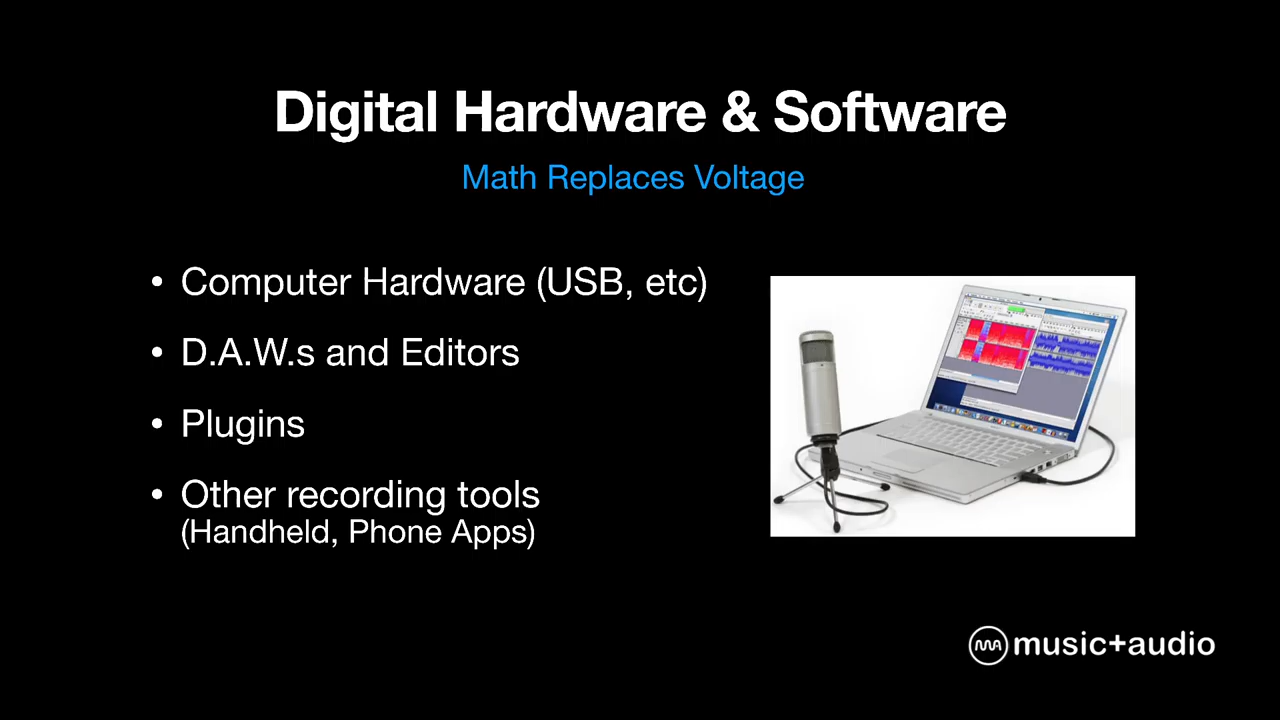 Digital Hardware & Software
Math Replaces Voltage
• Computer Hardware (USB, etc)
• D.A.W.s and Editors
• Plugins
• Other recording tools
(Handheld, Phone Apps)
music+audio